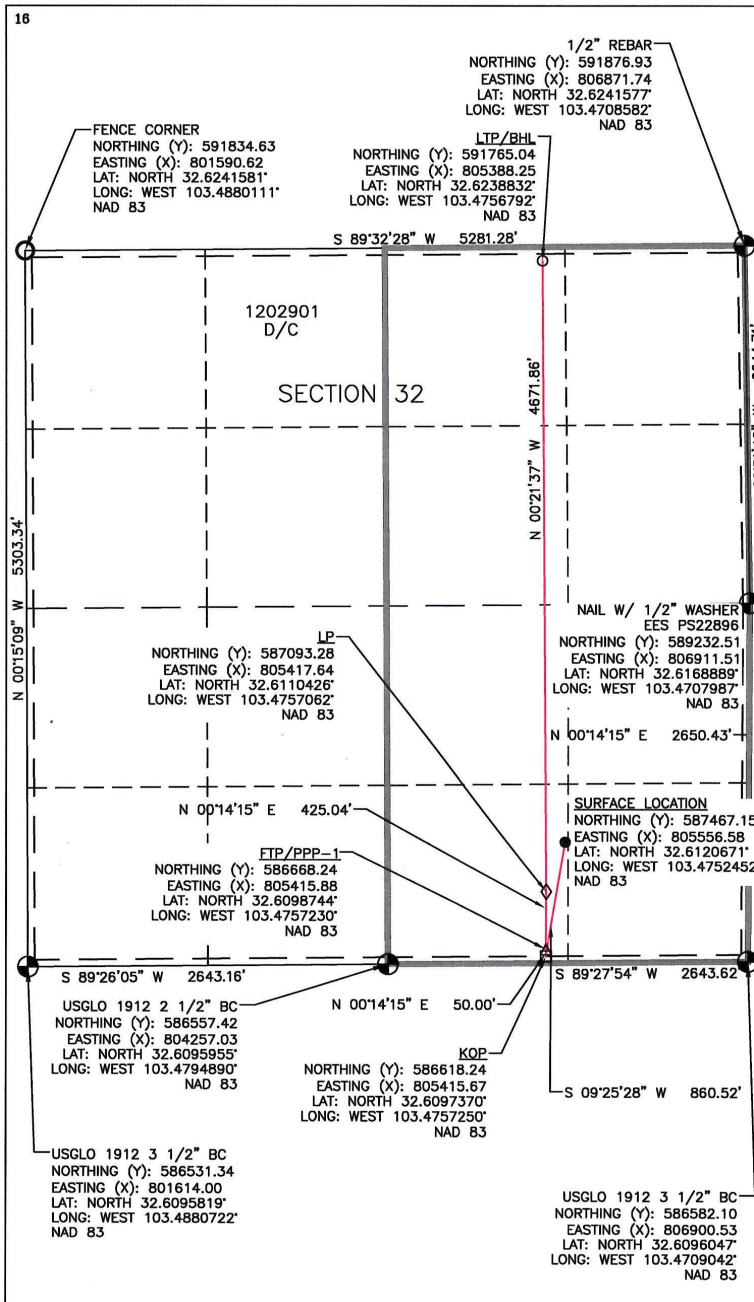 16
1/2" REBAR
NORTHING (Y): 591876.93
EASTING (X): 806871.74
LAT: NORTH 32.6241577°
LONG: WEST 103.4708582°
NAD 83
FENCE CORNER
NORTHING (Y): 591834.63
EASTING (X): 801590.62
LAT: NORTH 32.6241581°
LONG: WEST 103.4880111°
NAD 83
LTP/BHL
NORTHING (Y): 591765.04
EASTING (X): 805388.25
LAT: NORTH 32.6238832°
LONG: WEST 103.4756792°
NAD 83
S 89°32'28" W 5281.28'
1202901
D/C
SECTION 32
N 00°21'37" W 4671.86'
N 00°15'09" W 5303.34'
NAIL W/ 1/2" WASHER
EES PS22896
NORTHING (Y): 589232.51
EASTING (X): 806911.51
LAT: NORTH 32.6168889°
LONG: WEST 103.4707987°
NAD 83
LP
NORTHING (Y): 587093.28
EASTING (X): 805417.64
LAT: NORTH 32.6110426°
LONG: WEST 103.4757062°
NAD 83
N 00°14'15" E 2650.43'
N 00°14'15" E 425.04'
SURFACE LOCATION
NORTHING (Y): 587467.15
EASTING (X): 805556.58
LAT: NORTH 32.6120671°
LONG: WEST 103.4752452
NAD 83
FTP/PPP-1
NORTHING (Y): 586668.24
EASTING (X): 805415.88
LAT: NORTH 32.6098744°
LONG: WEST 103.4757230°
NAD 83
S 89°26'05" W 2643.16'
S 89°27'54" W 2643.62'
USGLO 1912 2 1/2" BC
NORTHING (Y): 586557.42
EASTING (X): 804257.03
LAT: NORTH 32.6095955°
LONG: WEST 103.4794890°
NAD 83
N 00°14'15" E 50.00'
KOP
NORTHING (Y): 586618.24
EASTING (X): 805415.67
LAT: NORTH 32.6097370°
LONG: WEST 103.4757250°
NAD 83
S 09°25'28" W 860.52'
USGLO 1912 3 1/2" BC
NORTHING (Y): 586531.34
EASTING (X): 801614.00
LAT: NORTH 32.6095819°
LONG: WEST 103.4880722°
NAD 83
USGLO 1912 3 1/2" BC
NORTHING (Y): 586582.10
EASTING (X): 806900.53
LAT: NORTH 32.6096047°
LONG: WEST 103.4709042°
NAD 83